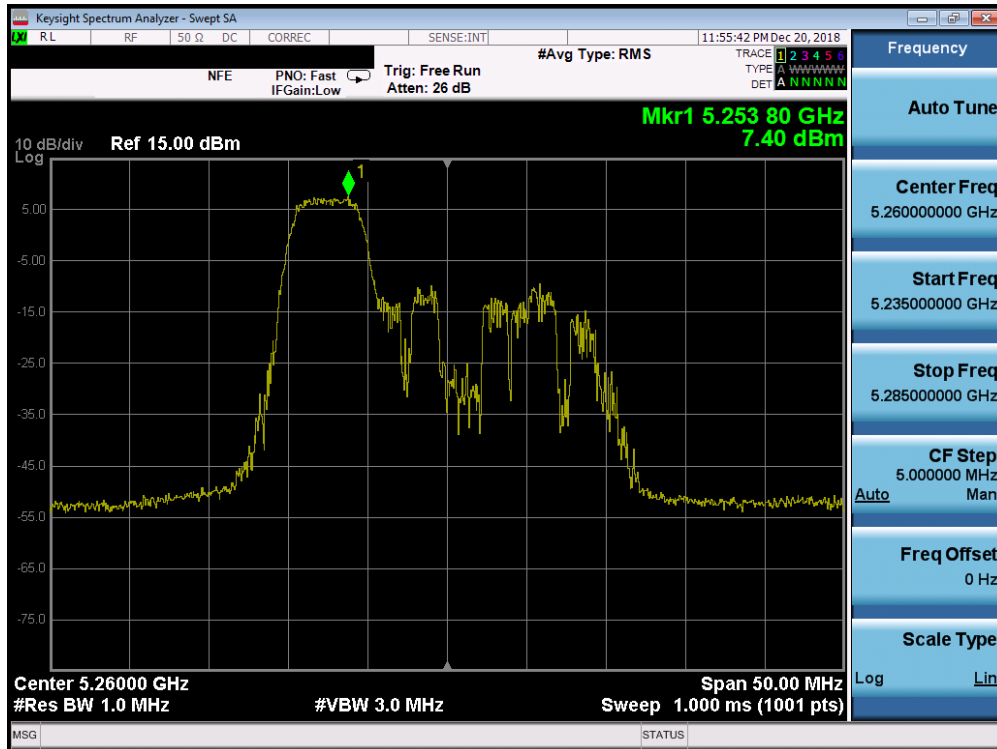 Keysight Spectrum Analyzer - Swept SA
LXI RL RF 50 Ω DC CORREC SENSE:INT 11:55:42 PM Dec 20, 2018
NFE PNO: Fast Trig: Free Run #Avg Type: RMS TRACE 1 2 3 4 5 6
IFGain:Low Atten: 26 dB TYPE A WWWWWW
DET A N N N N N
Mkr1 5.253 80 GHz
7.40 dBm
10 dB/div Ref 15.00 dBm
Log
1
5.00
-5.00
-15.0
-25.0
-35.0
-45.0
-55.0
-65.0
-75.0
Center 5.26000 GHz Span 50.00 MHz
#Res BW 1.0 MHz #VBW 3.0 MHz Sweep 1.000 ms (1001 pts)
MSG STATUS
Frequency
Auto Tune
Center Freq
5.260000000 GHz
Start Freq
5.235000000 GHz
Stop Freq
5.285000000 GHz
CF Step
5.000000 MHz
Auto Man
Freq Offset
0 Hz
Scale Type
Log Lin